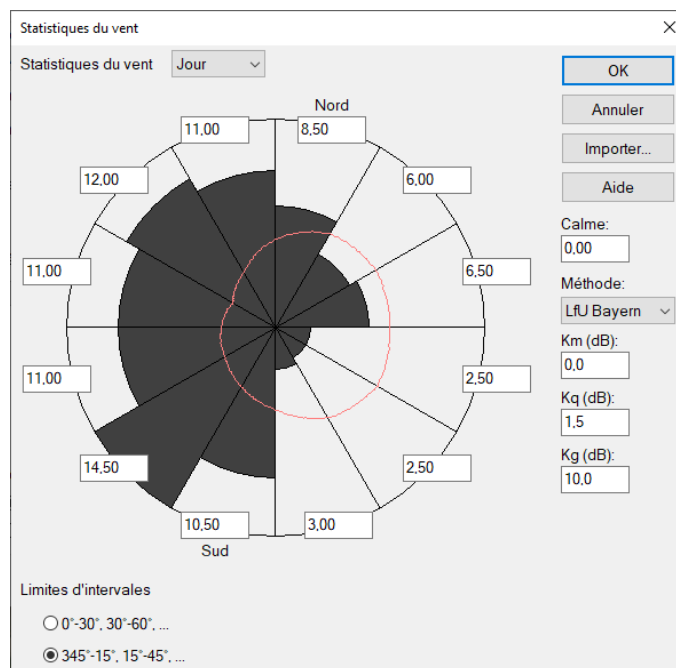 Statistiques du vent
Statistiques du vent Jour
OK
Nord
11,00 8,50
Annuler
Importer...
12,00 6,00
Aide
Calme:
0,00
11,00 6,50
Méthode:
LfU Bayern
Km (dB):
0,0
11,00 2,50
Kq (dB):
1,5
Kg (dB):
10,0
14,50 2,50
10,50 3,00
Sud
Limites d'intervales
0°-30°, 30°-60°, ...
345°-15°, 15°-45°, ...